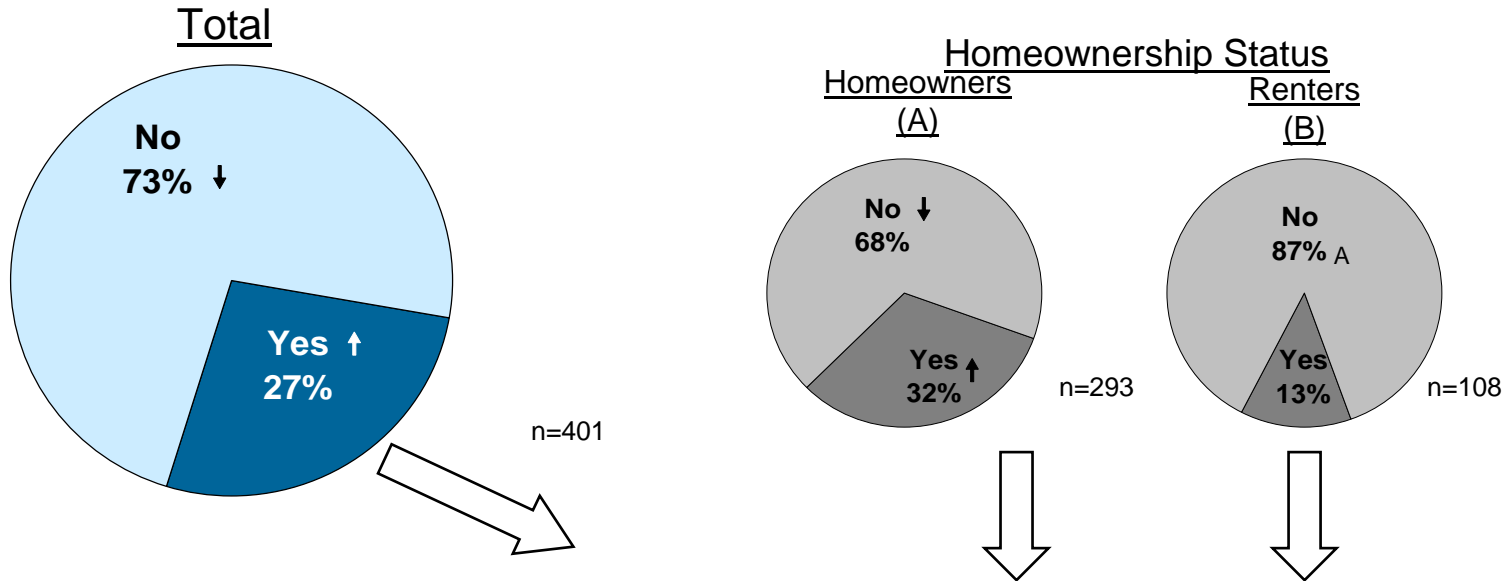 Total
No
73%
Yes
27%
n=401
Homeownership Status
Homeowners
(A)
No
68%
Yes
32%
n=293
Renters
(B)
No
87% A
Yes
13%
n=108